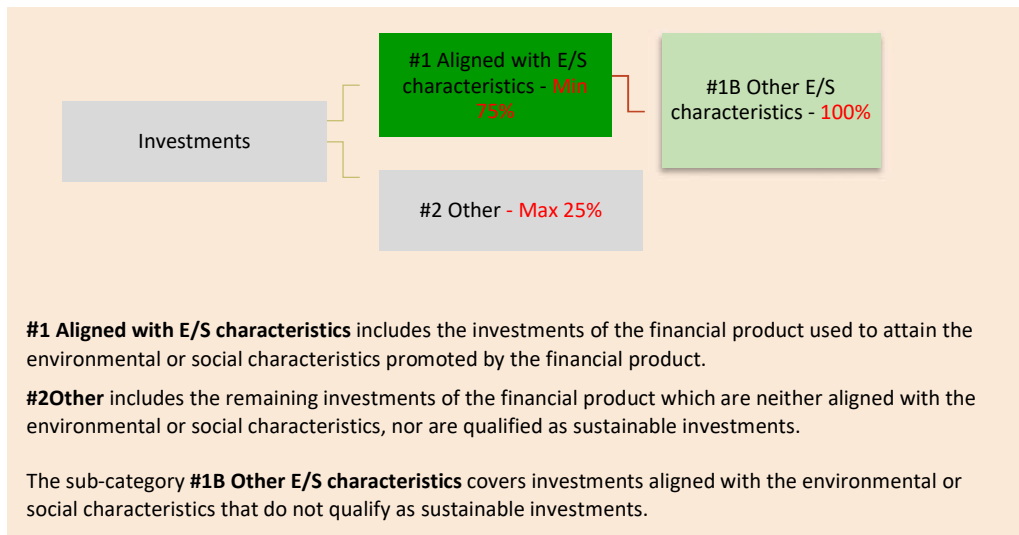 #1 Aligned with E/S
characteristics - Min
75%
#1B Other E/S
characteristics - 100%
Investments
#2 Other - Max 25%
#1 Aligned with E/S characteristics includes the investments of the financial product used to attain the
environmental or social characteristics promoted by the financial product.
#2Other includes the remaining investments of the financial product which are neither aligned with the
environmental or social characteristics, nor are qualified as sustainable investments.
The sub-category #1B Other E/S characteristics covers investments aligned with the environmental or
social characteristics that do not qualify as sustainable investments.